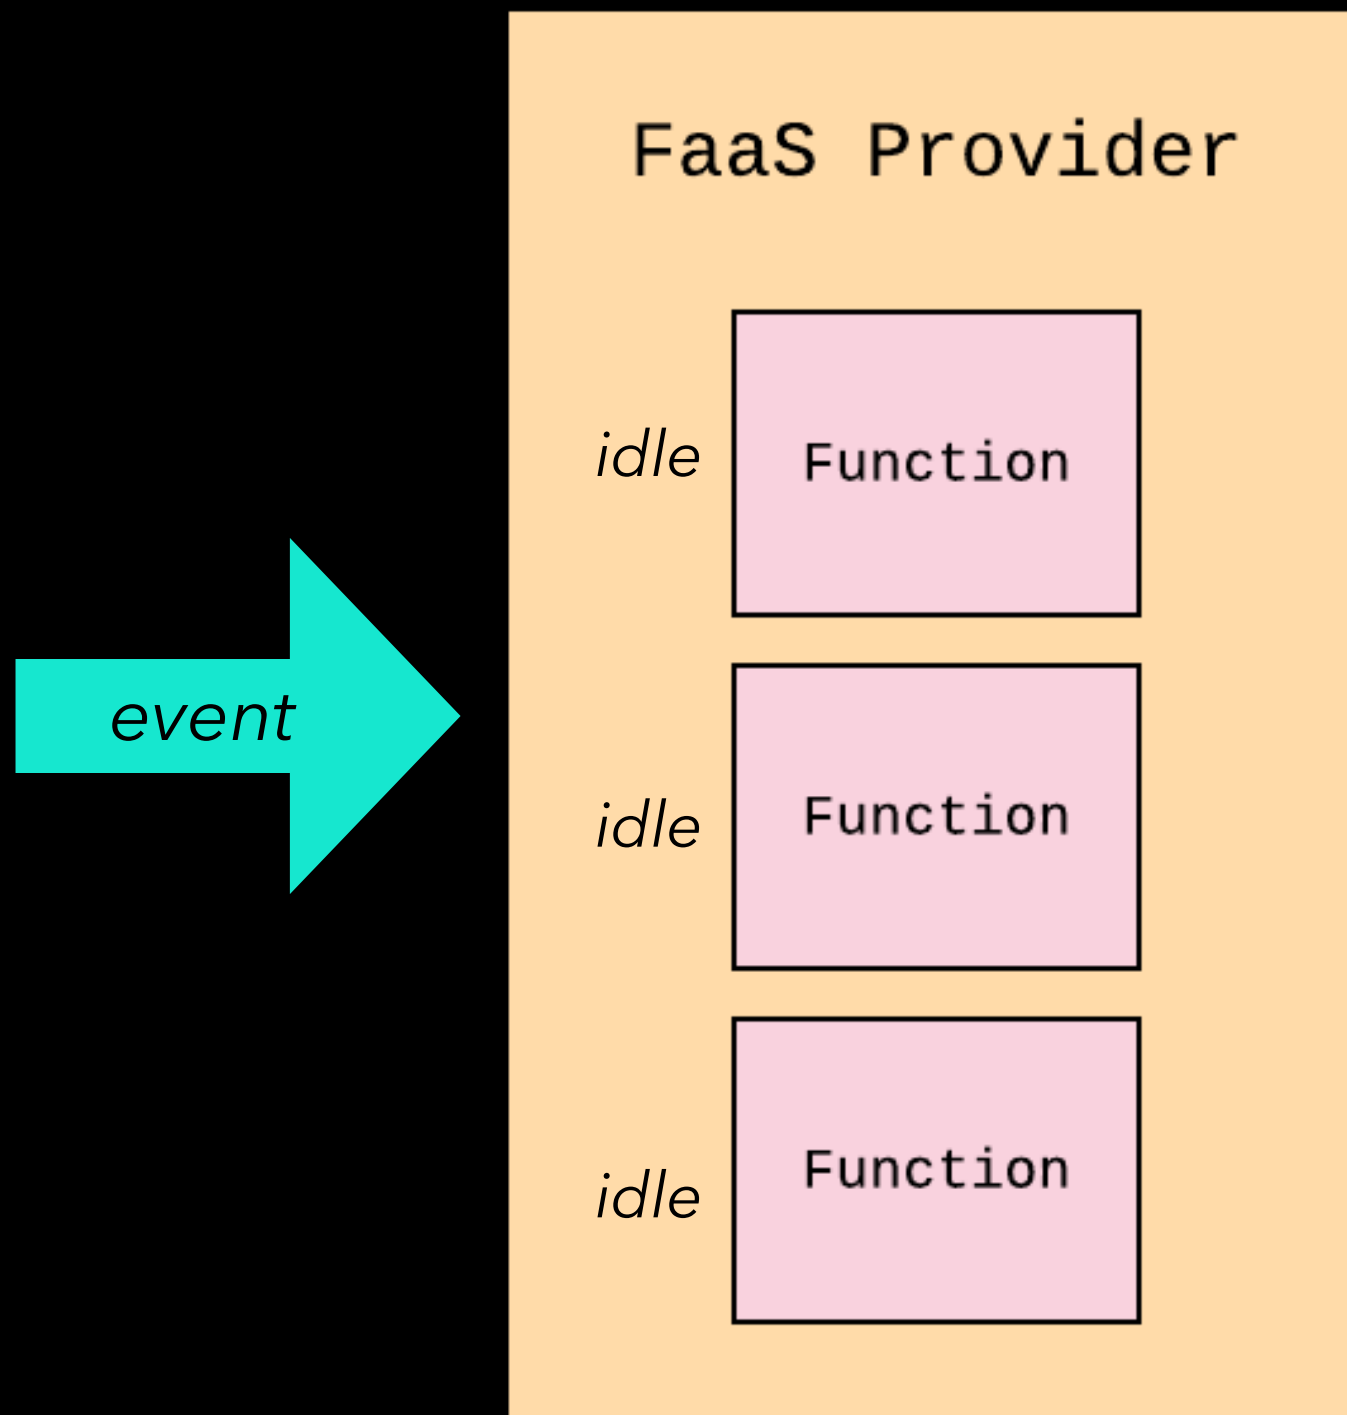 FaaS Provider
idle
Function
event
idle
Function
idle
Function